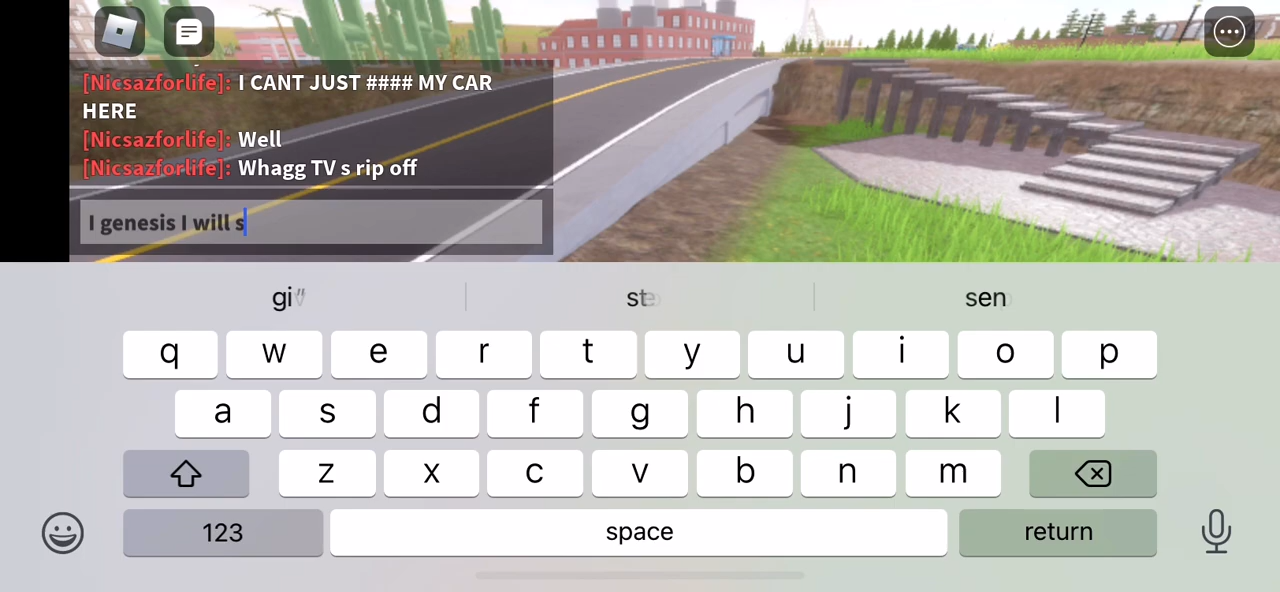 [Nicsazforlife]: I CANT JUST #### MY CAR
HERE
[Nicsazforlife]: Well
[Nicsazforlife]: Whagg TV s rip off
I genesis I will s
st sen
q w e r t y u i o p
a s d f g h j k l
z x c v b n m
123 space return